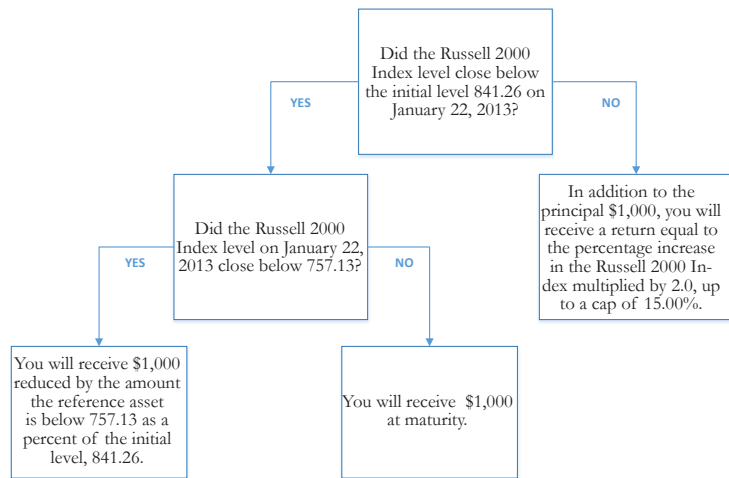 Did the Russell 2000
Index level close below
the initial level 841.26 on
January 22, 2013?
YES
NO
Did the Russell 2000
Index level on January 22,
2013 close below 757.13?
In addition to the
principal $1,000, you will
receive a return equal to
the percentage increase
in the Russell 2000 In-
dex multiplied by 2.0, up
to a cap of 15.00%.
YES
NO
You will receive $1,000
reduced by the amount
the reference asset
is below 757.13 as a
percent of the initial
level, 841.26.
You will receive $1,000
at maturity.